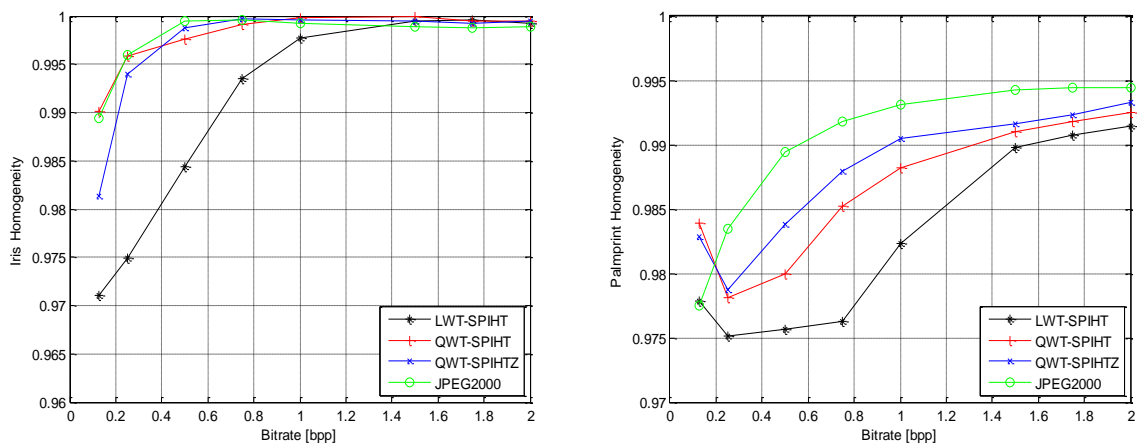 1
0.995
0.99
0.985
0.98
0.975
0.97
0.965
0.96
Iris Homogeneity
0 0.2 0.4 0.6 0.8 1 1.2 1.4 1.6 1.8 2
Bitrate [bpp]
LWT-SPIHT
QWT-SPIHT
QWT-SPIHTZ
JPEG2000
1
0.995
0.99
0.985
0.98
0.975
0.97
Palmprint Homogeneity
0 0.2 0.4 0.6 0.8 1 1.2 1.4 1.6 1.8 2
Bitrate [bpp]
LWT-SPIHT
QWT-SPIHT
QWT-SPIHTZ
JPEG2000